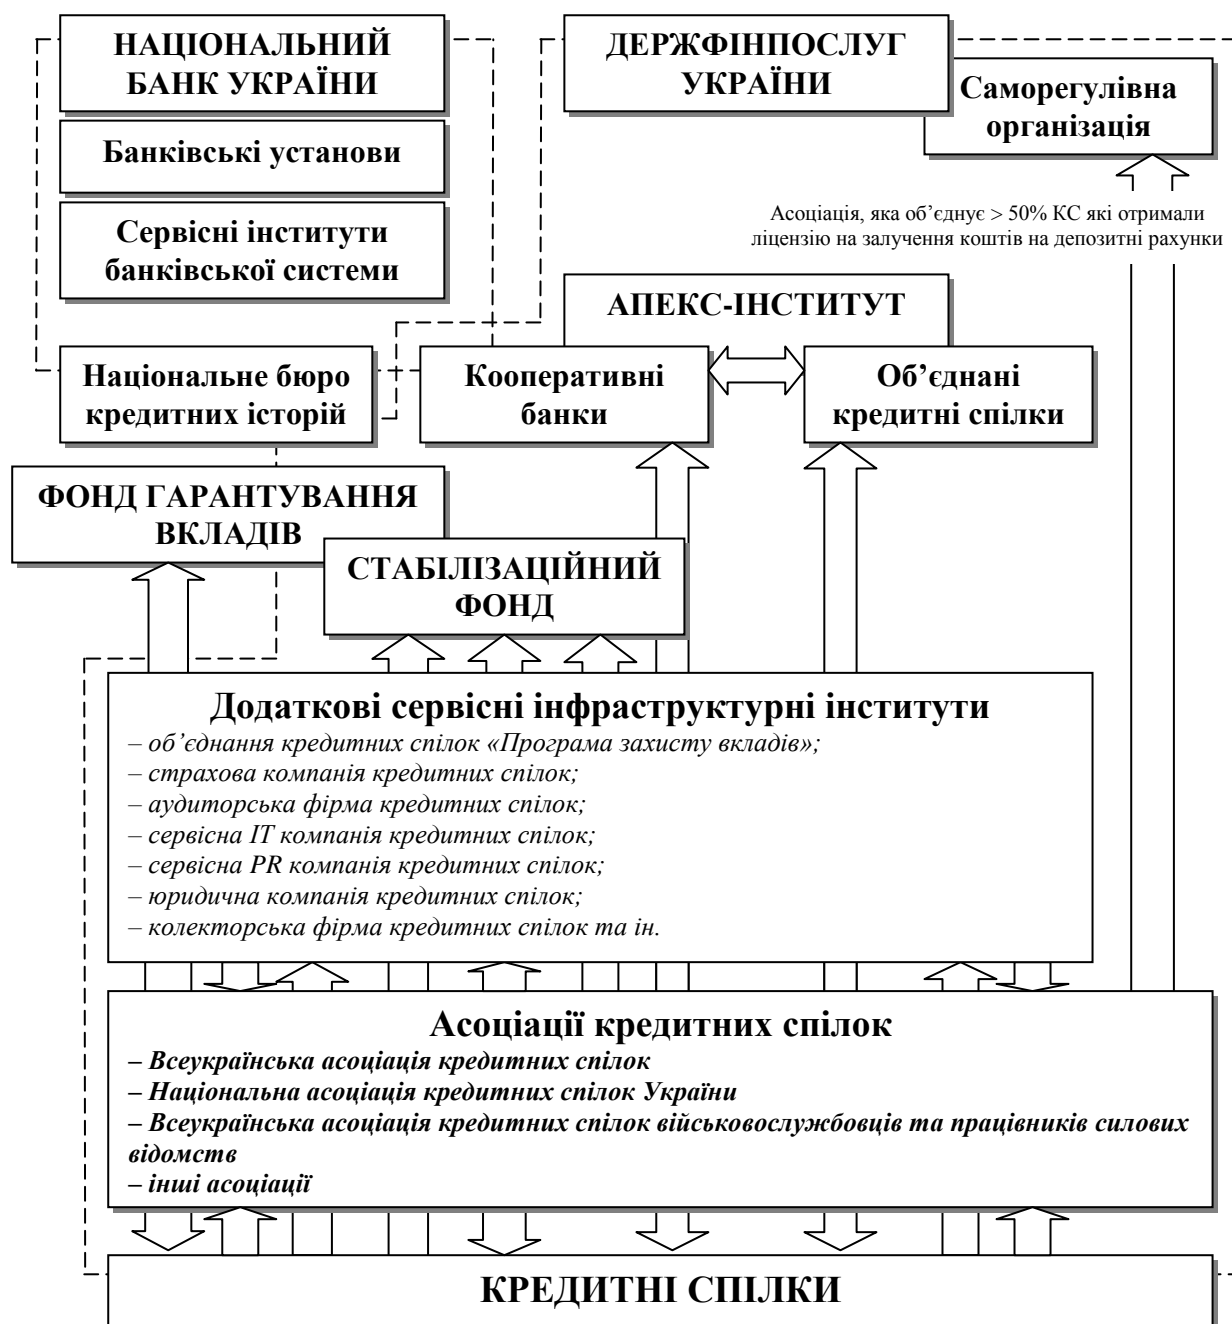 НАЦІОНАЛЬНИЙ
БАНК УКРАЇНИ
ДЕРЖФІНПОСЛУГ
УКРАЇНИ
Саморегулівна
організація
Банківські установи
Сервісні інститути
банківської системи
Асоціація, яка об’єднує > 50% КС які отримали
ліцензію на залучення коштів на депозитні рахунки
АПЕКС-ІНСТИТУТ
Національне бюро
кредитних історій
Кооперативні
банки
Об’єднані
кредитні спілки
ФОНД ГАРАНТУВАННЯ
ВКЛАДІВ
СТАБІЛІЗАЦІЙНИЙ
ФОНД
Додаткові сервісні інфраструктурні інститути
– об’єднання кредитних спілок «Програма захисту вкладів»;
– страхова компанія кредитних спілок;
– аудиторська фірма кредитних спілок;
– сервісна IT компанія кредитних спілок;
– сервісна PR компанія кредитних спілок;
– юридична компанія кредитних спілок;
– колекторська фірма кредитних спілок та ін.
Асоціації кредитних спілок
– Всеукраїнська асоціація кредитних спілок
– Національна асоціація кредитних спілок України
– Всеукраїнська асоціація кредитних спілок військовослужбовців та працівників силових
відомств
– інші асоціації
КРЕДИТНІ СПІЛКИ